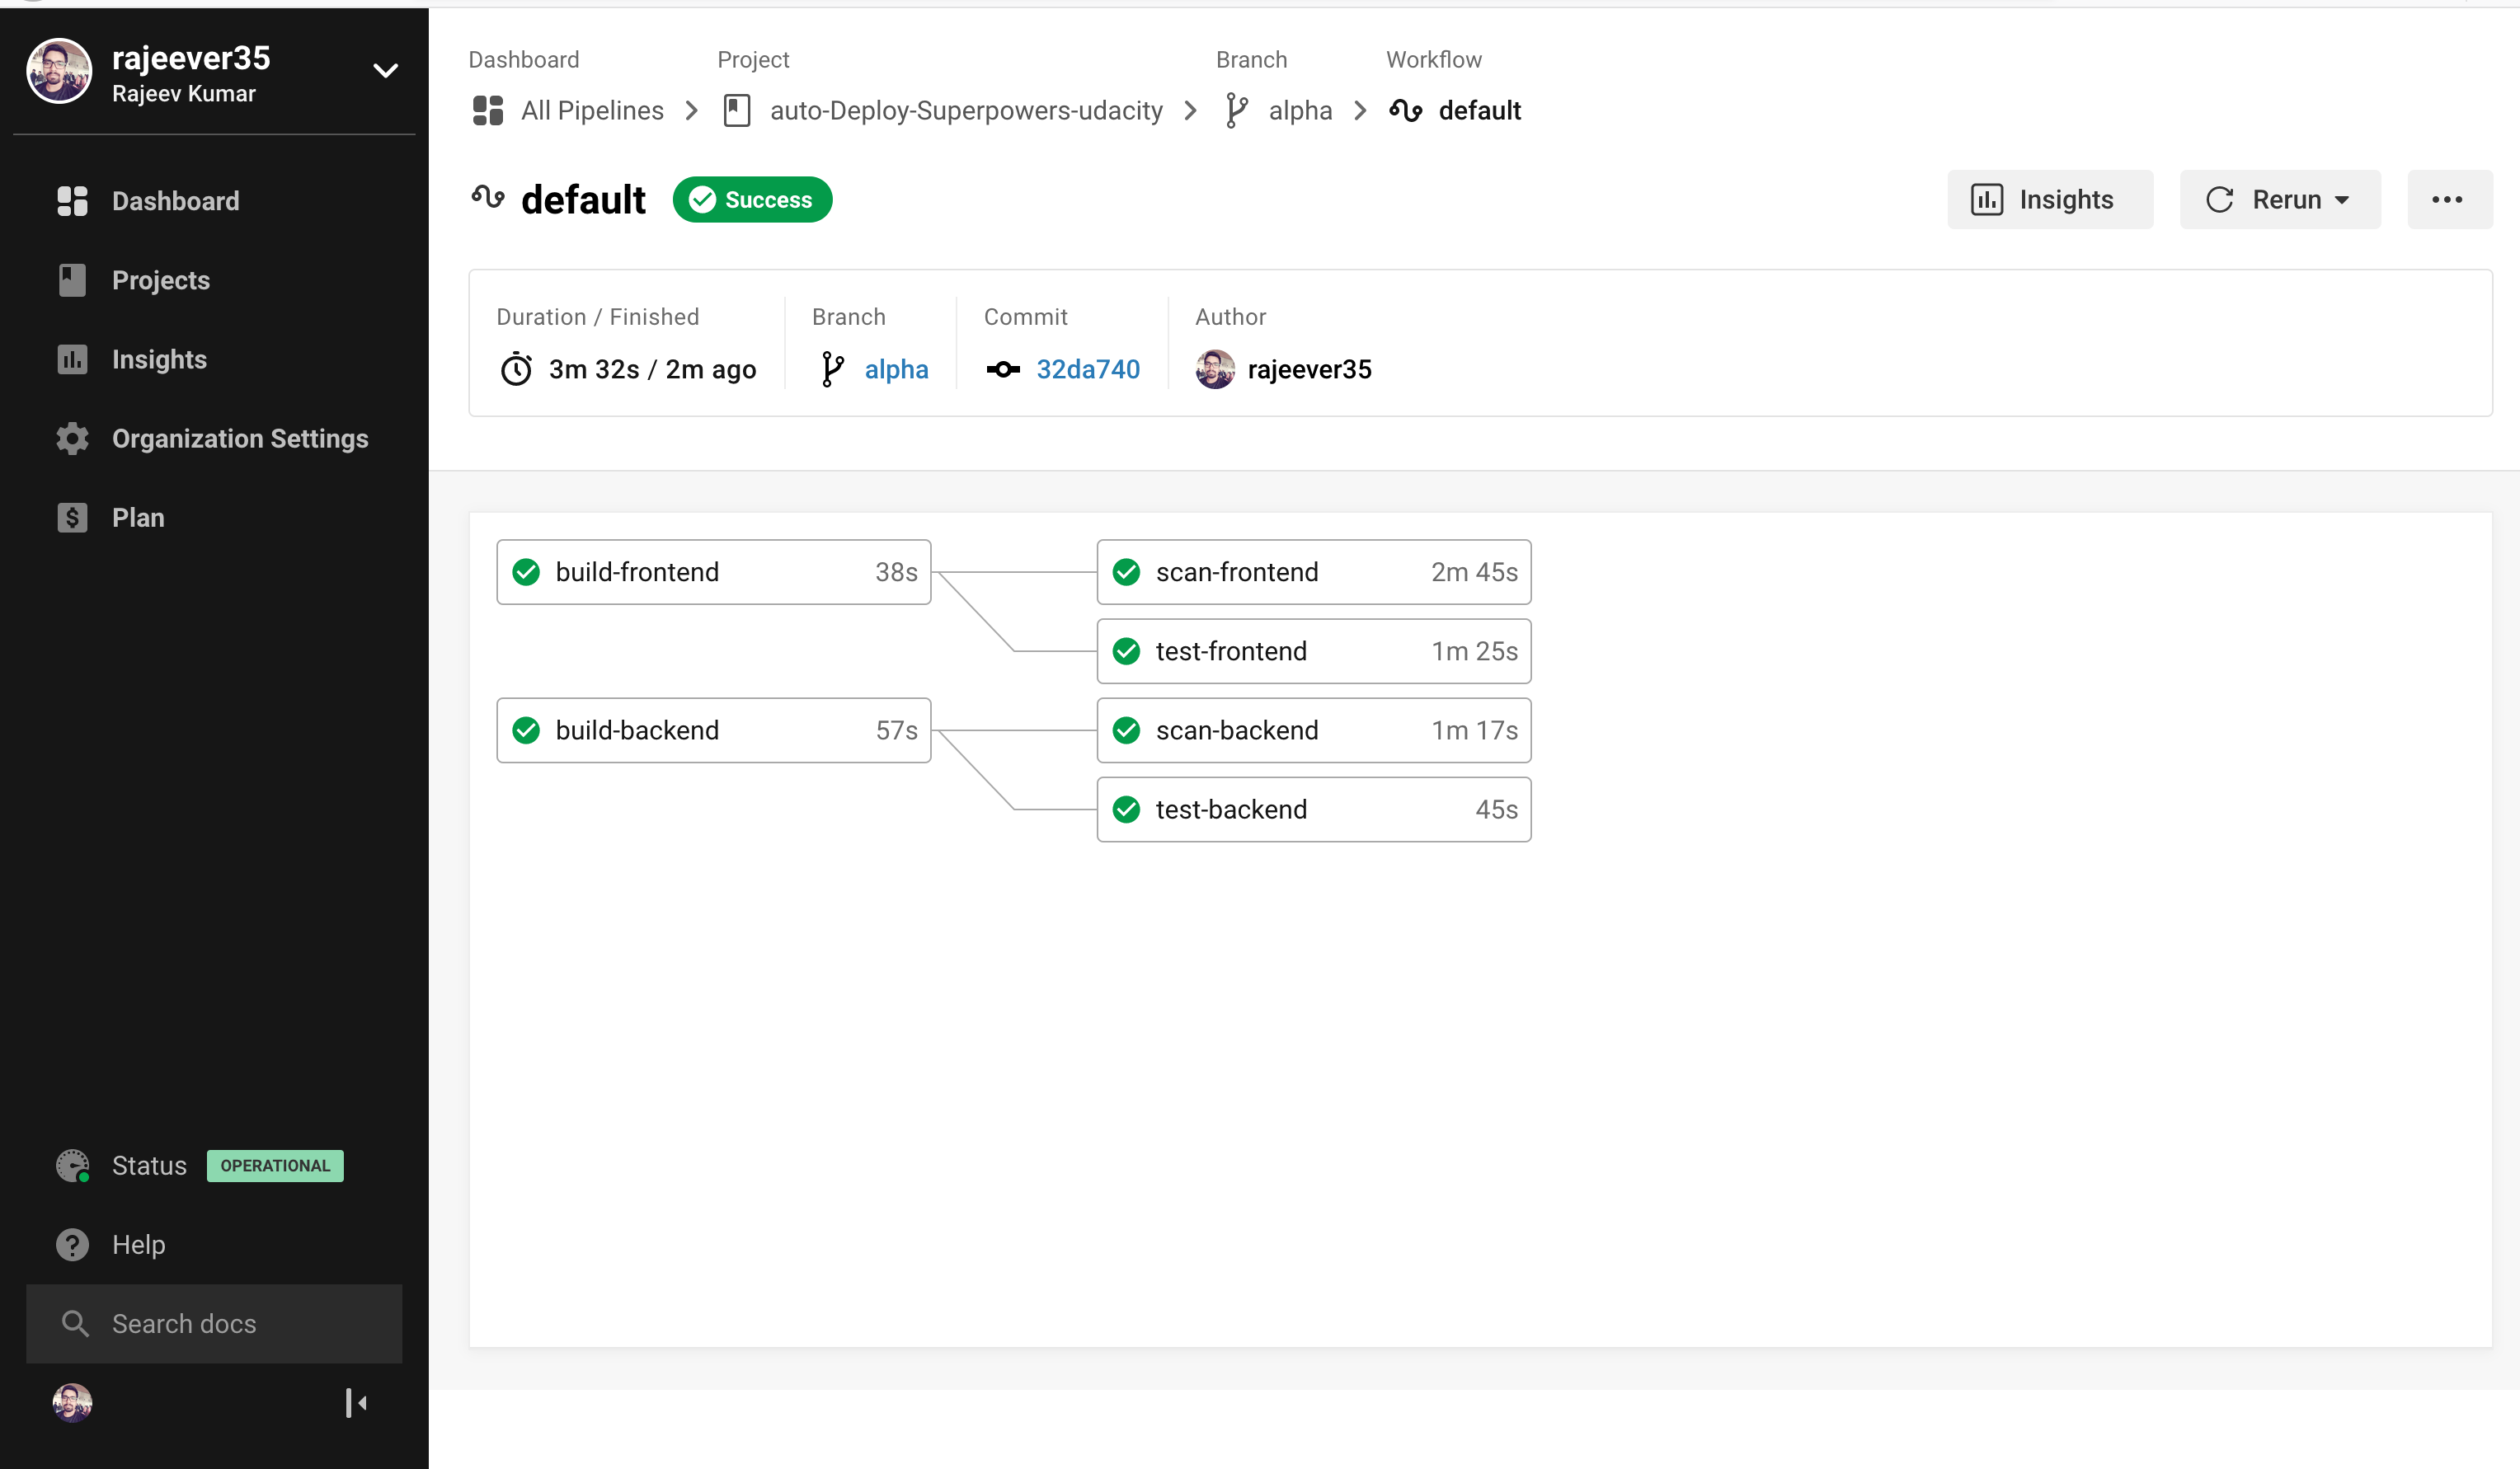 rajeever35
Rajeev Kumar
Dashboard
Projects
Insights
Organization Settings
Plan
Status OPERATIONAL
Help
Search docs
Dashboard Project Branch Workflow
All Pipelines auto-Deploy-Superpowers-udacity alpha default
default Success
Insights Rerun
Duration / Finished Branch Commit Author
3m 32s / 2m ago alpha 32da740 rajeever35
build-frontend 38s scan-frontend 2m 45s
test-frontend 1m 25s
build-backend 57s scan-backend 1m 17s
test-backend 45s